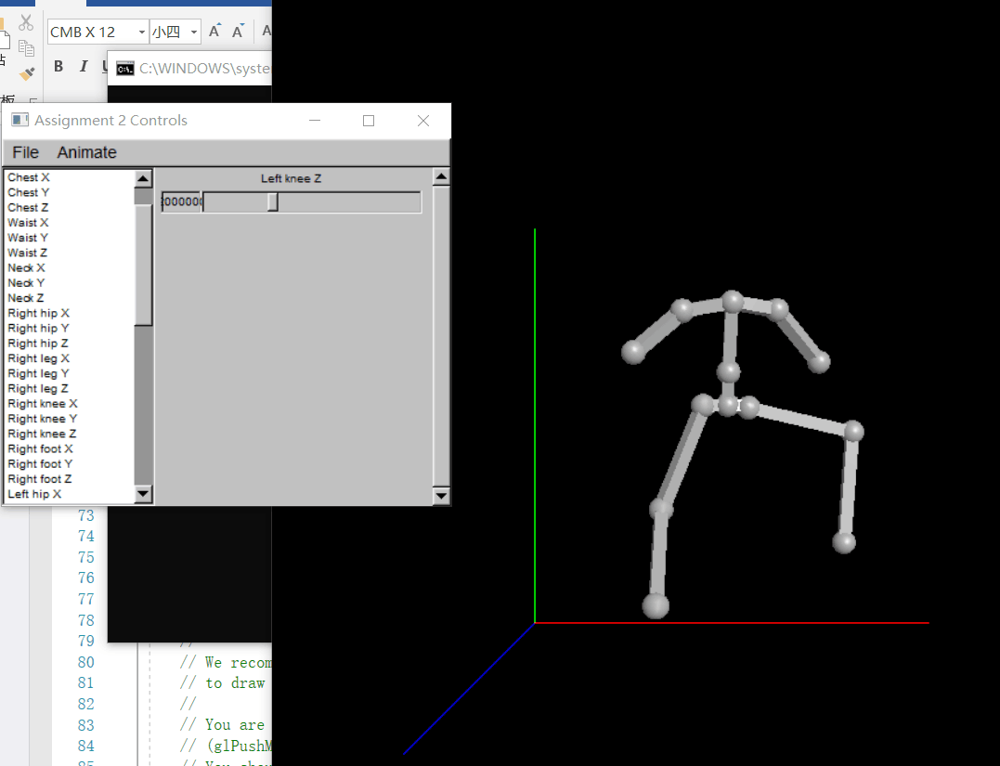 CMB X 12
小四
A
A
A
B
I
U
C:\WINDOWS\syste
板
Assignment 2 Controls
File
Animate
Chest X
Chest Y
Chest Z
Waist X
Waist Y
Waist Z
Neck X
Neck Y
Neck Z
Right hip X
Right hip Y
Right hip Z
Right leg X
Right leg Y
Right leg Z
Right knee X
Right knee Y
Right knee Z
Right foot X
Right foot Y
Right foot Z
Left hip X
Left knee Z
000000
73
74
75
76
77
78
79 //
80 // We recom
81 // to draw
82 //
83 // You are
84 // (glPushM